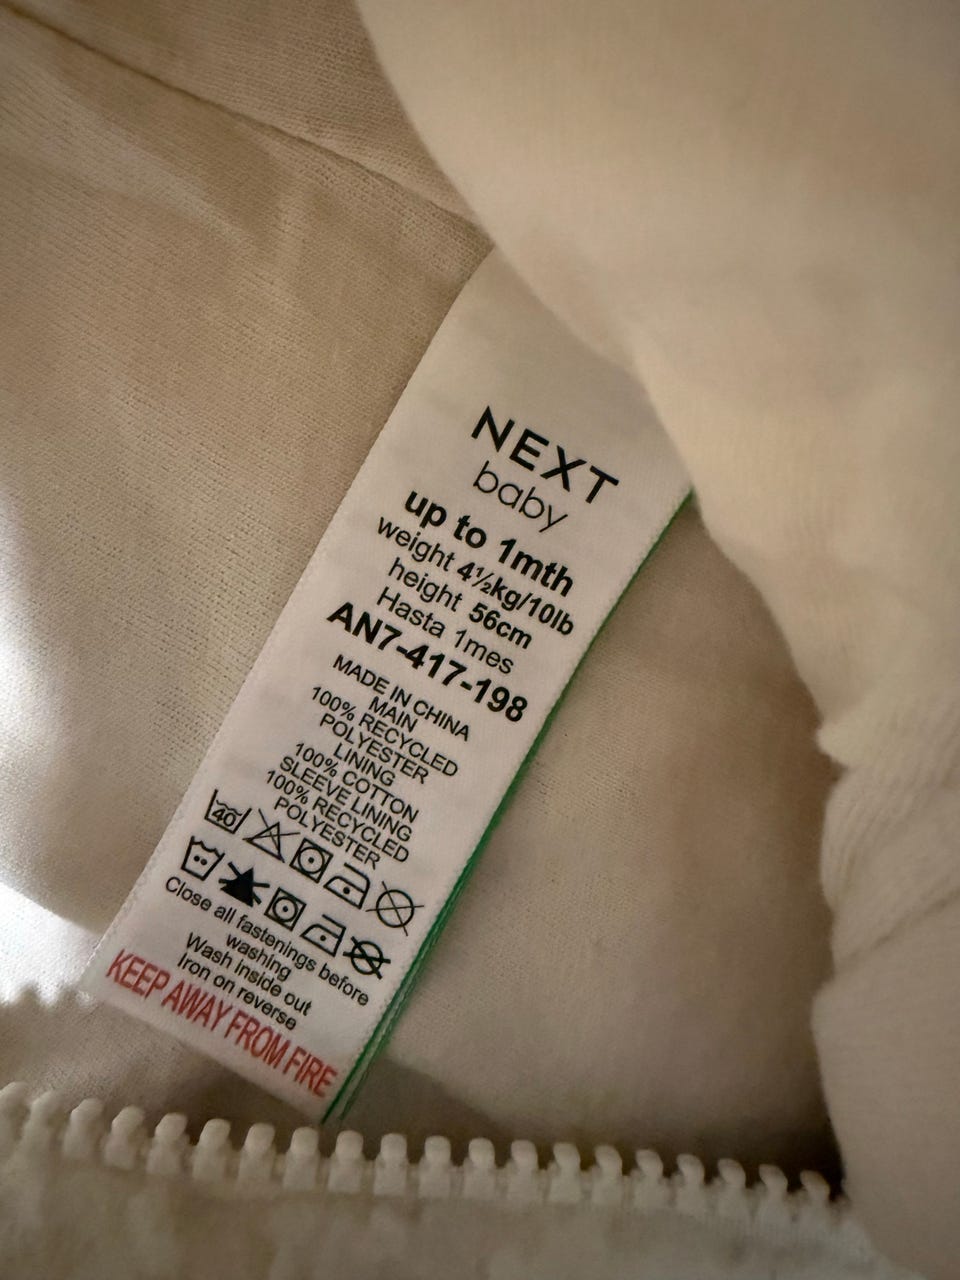 NEXT
baby
up to 1mth
weight 4½kg/10lb
height 56cm
Hasta 1mes
AN7-417-198
MADE IN CHINA
MAIN
100% RECYCLED
POLYESTER
LINING
100% COTTON
SLEEVE LINING
100% RECYCLED
POLYESTER
40
Close all fastenings before
washing
Wash inside out
Iron on reverse
KEEP AWAY FROM FIRE